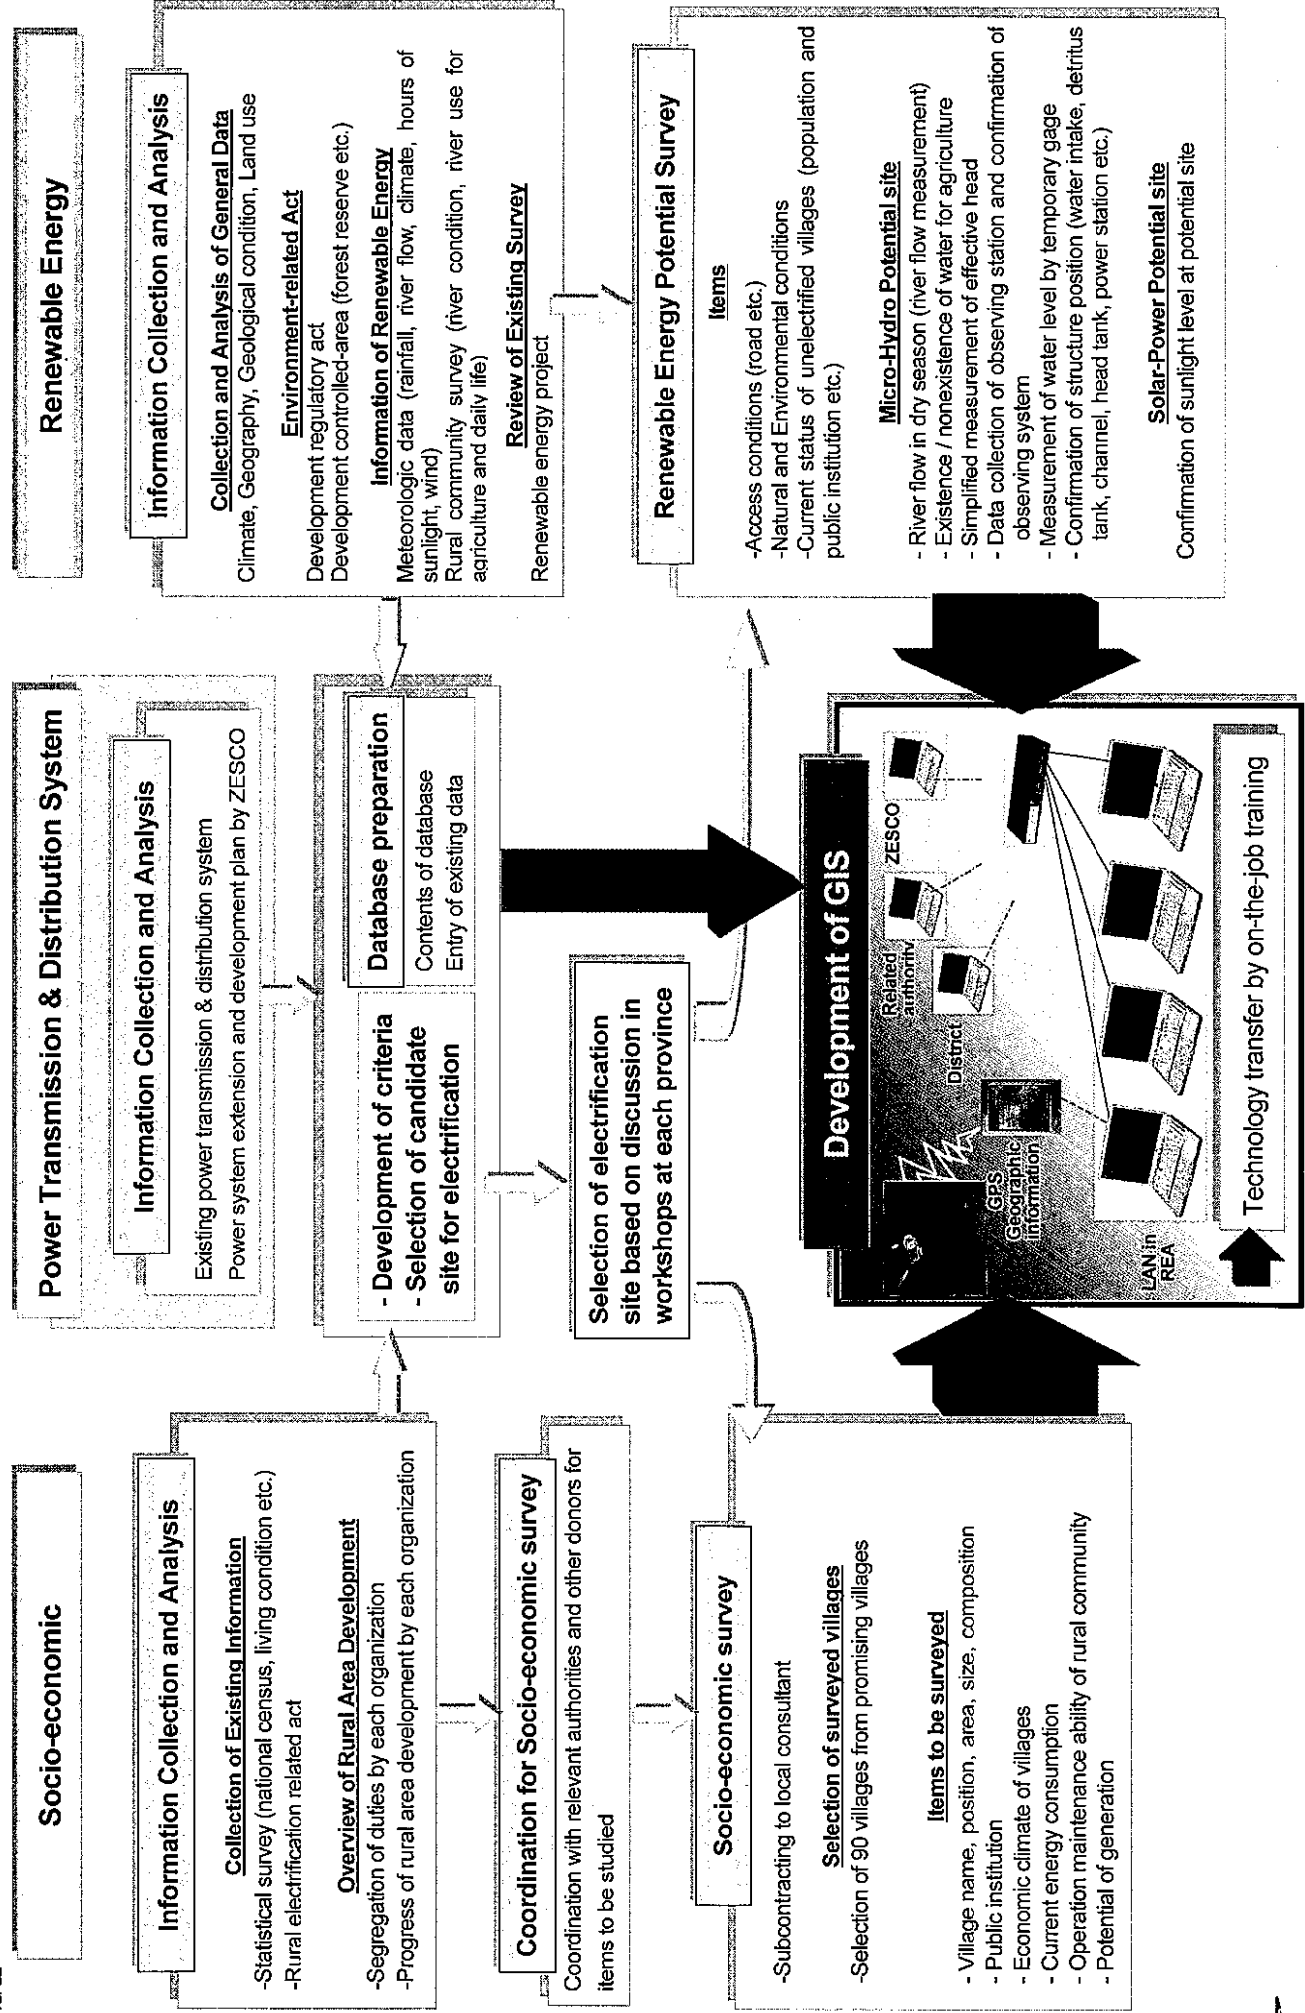 Socio-economic
Information Collection and Analysis
Collection of Existing Information
-Statistical survey (national census, living condition etc.)
-Rural electrification related act
Overview of Rural Area Development
-Segregation of duties by each organization
-Progress of rural area development by each organization
Coordination for Socio-economic survey
Coordination with relevant authorities and other donors for
items to be studied
Socio-economic survey
-Subcontracting to local consultant
Selection of surveyed villages
-Selection of 90 villages from promising villages
Items to be surveyed
- Village name, position, area, size, composition
- Public institution
- Economic climate of villages
- Current energy consumption
- Operation maintenance ability of rural community
- Potential of generation
Power Transmission & Distribution System
Information Collection and Analysis
Existing power transmission & distribution system
Power system extension and development plan by ZESCO
- Development of criteria
- Selection of candidate
site for electrification
Database preparation
Contents of database
Entry of existing data
Selection of electrification
site based on discussion in
workshops at each province
Development of GIS
ZESCO
Related
authority
District
GPS
Geographic
information
LAN in
REA
Technology transfer by on-the-job training
Renewable Energy
Information Collection and Analysis
Collection and Analysis of General Data
Climate, Geography, Geological condition, Land use
Environment-related Act
Development regulatory act
Development controlled-area (forest reserve etc.)
Information of Renewable Energy
Meteorologic data (rainfall, river flow, climate, hours of
sunlight, wind)
Rural community survey (river condition, river use for
agriculture and daily life)
Review of Existing Survey
Renewable energy project
Renewable Energy Potential Survey
Items
-Access conditions (road etc.)
-Natural and Environmental conditions
-Current status of unelectrified villages (population and
public institution etc.)
Micro-Hydro Potential site
- River flow in dry season (river flow measurement)
- Existence / nonexistence of water for agriculture
- Simplified measurement of effective head
- Data collection of observing station and confirmation of
observing system
- Measurement of water level by temporary gage
- Confirmation of structure position (water intake, detritus
tank, channel, head tank, power station etc.)
Solar-Power Potential site
Confirmation of sunlight level at potential site